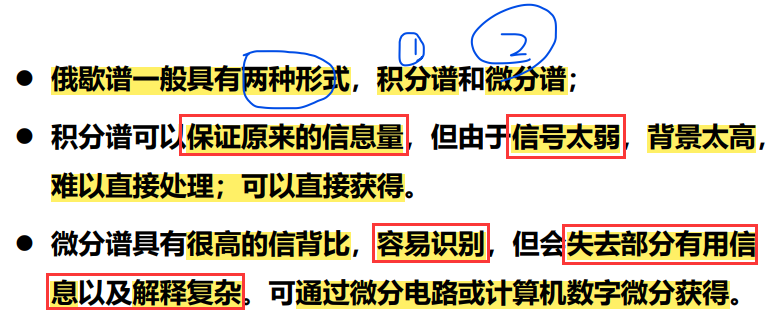 ① 2
● 俄歇谱一般具有两种形式，积分谱和微分谱；
● 积分谱可以保证原来的信息量，但由于信号太弱，背景太高，
难以直接处理；可以直接获得。
● 微分谱具有很高的信背比，容易识别，但会失去部分有用信
息以及解释复杂。可通过微分电路或计算机数字微分获得。